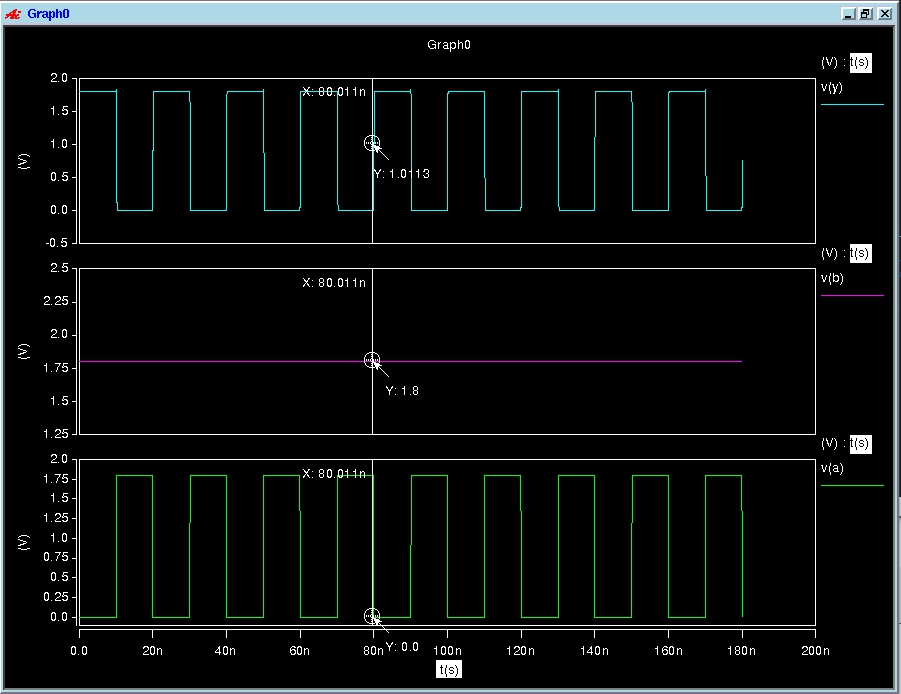 Graph0
Graph0
(V) : t(s)
v(y)
2.0
1.5
1.0
0.5
0.0
-0.5
(V)
X: 80.011n
Y: 1.0113
(V) : t(s)
v(b)
2.5
2.25
2.0
1.75
1.5
1.25
(V)
X: 80.011n
Y: 1.8
(V) : t(s)
v(a)
2.0
1.75
1.5
1.25
1.0
0.75
0.5
0.25
0.0
(V)
X: 80.011n
Y: 0.0
0.0 20n 40n 60n 80n 100n 120n 140n 160n 180n 200n
t(s)